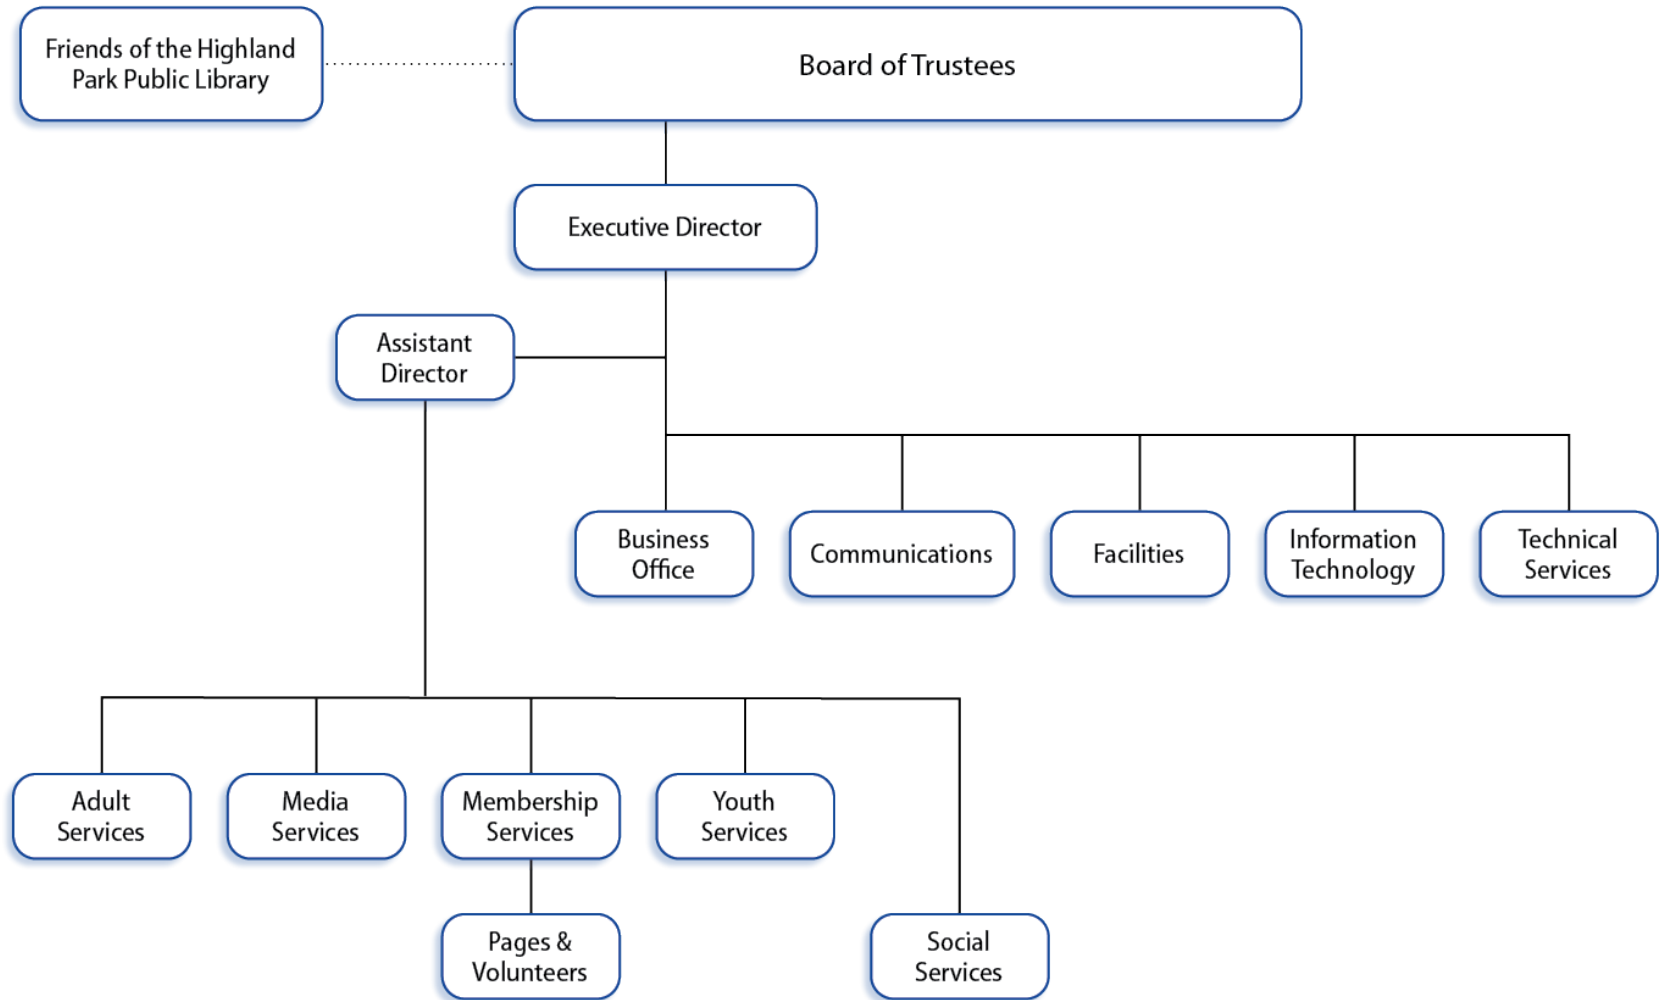 Friends of the Highland
Park Public Library
Board of Trustees
Executive Director
Assistant
Director
Business
Office
Communications
Facilities
Information
Technology
Technical
Services
Adult
Services
Media
Services
Membership
Services
Youth
Services
Pages &
Volunteers
Social
Services